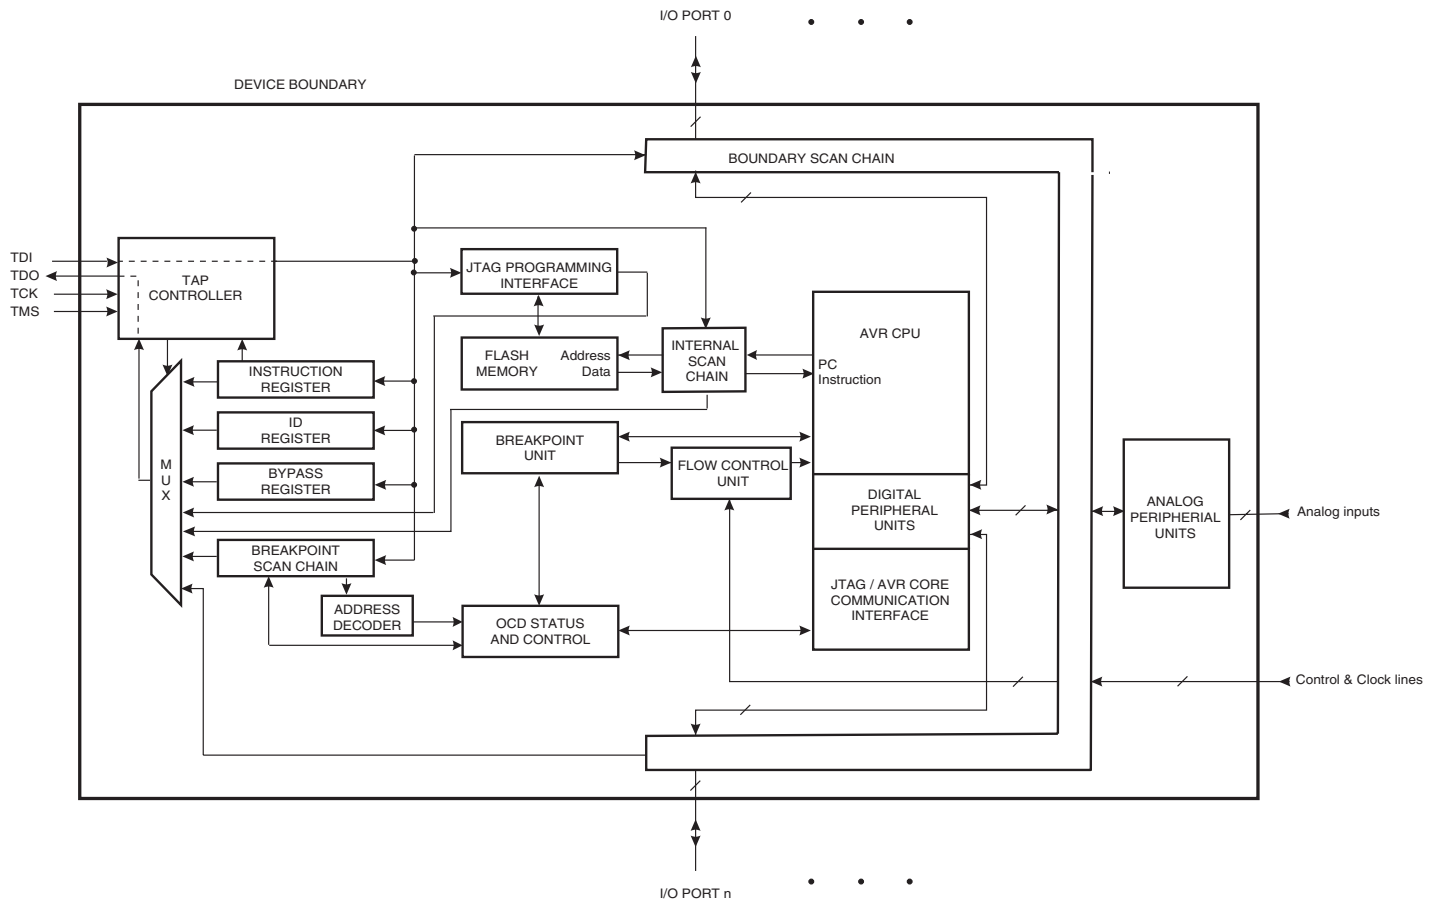 I/O PORT 0
DEVICE BOUNDARY
BOUNDARY SCAN CHAIN
TDI
TDO
TCK
TMS
TAP
CONTROLLER
JTAG PROGRAMMING
INTERFACE
AVR CPU
FLASH
MEMORY
Address
Data
INTERNAL
SCAN
CHAIN
PC
Instruction
INSTRUCTION
REGISTER
ID
REGISTER
BREAKPOINT
UNIT
FLOW CONTROL
UNIT
M
U
X
BYPASS
REGISTER
DIGITAL
PERIPHERAL
UNITS
ANALOG
PERIPHERIAL
UNITS
Analog inputs
BREAKPOINT
SCAN CHAIN
JTAG / AVR CORE
COMMUNICATION
INTERFACE
ADDRESS
DECODER
OCD STATUS
AND CONTROL
Control & Clock lines
I/O PORT n